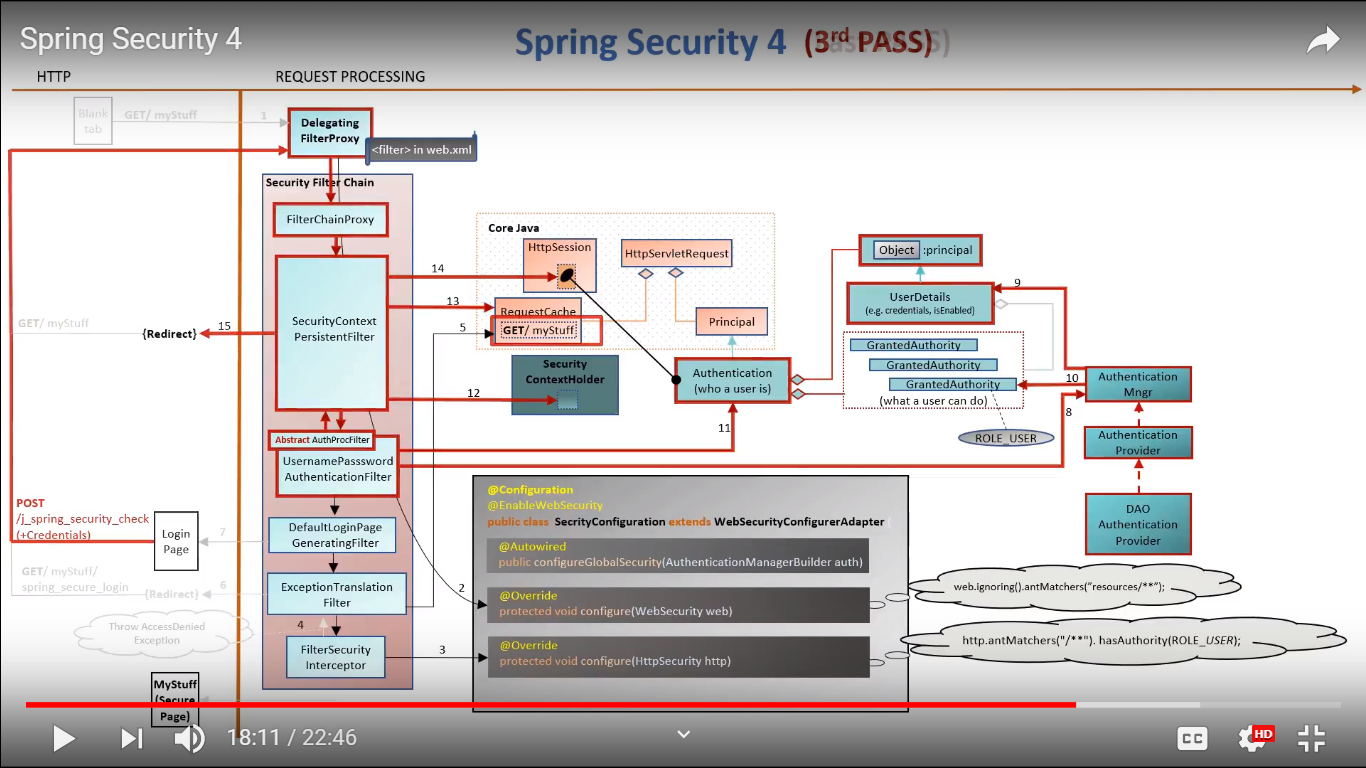 Spring Security 4
Spring Security 4 (3rd PASS)
HTTP
REQUEST PROCESSING
Blank
tab
GET/ myStuff
1
Delegating
FilterProxy
<filter> in web.xml
Security Filter Chain
FilterChainProxy
Core Java
HttpSession
HttpServletRequest
Object :principal
14
9
UserDetails
(e.g. credentials, isEnabled)
13
RequestCache
GET/ myStuff
Principal
SecurityContext
PersistentFilter
GET/ myStuff
{Redirect}
15
5
GrantedAuthority
GrantedAuthority
GrantedAuthority
(what a user can do)
Security
ContextHolder
Authentication
(who a user is)
10
Authentication
Mngr
12
8
11
ROLE_USER
Abstract AuthProcFilter
UsernamePasssword
AuthenticationFilter
Authentication
Provider
POST
/j_spring_security_check
(+Credentials)
Login
Page
7
DefaultLoginPage
GeneratingFilter
DAO
Authentication
Provider
@Configuration
@EnableWebSecurity
public class SecrityConfiguration extends WebSecurityConfigurerAdapter {
@Autowired
public configureGlobalSecurity(AuthenticationManagerBuilder auth)
GET/ myStuff/
spring_secure_login
{Redirect}
6
ExceptionTranslation
Filter
2
@Override
protected void configure(WebSecurity web)
web.ignoring().antMatchers("resources/**");
Throw AccessDenied
Exception
4
FilterSecurity
Interceptor
3
@Override
protected void configure(HttpSecurity http)
http.antMatchers("/**"). hasAuthority(ROLE_USER);
MyStuff
(Secure
Page)
18:11 / 22:46
CC
HD